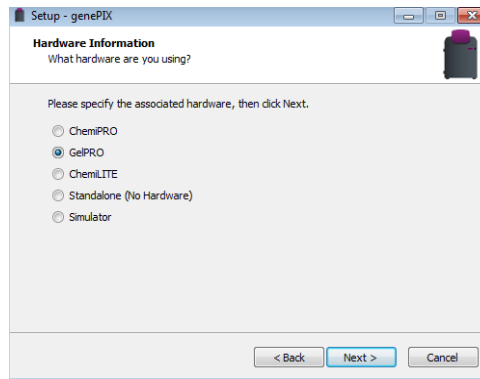 Setup - genePIX
Hardware Information
What hardware are you using?
Please specify the associated hardware, then click Next.
ChemiPRO
GelPRO
ChemiLITE
Standalone (No Hardware)
Simulator
< Back
Next >
Cancel